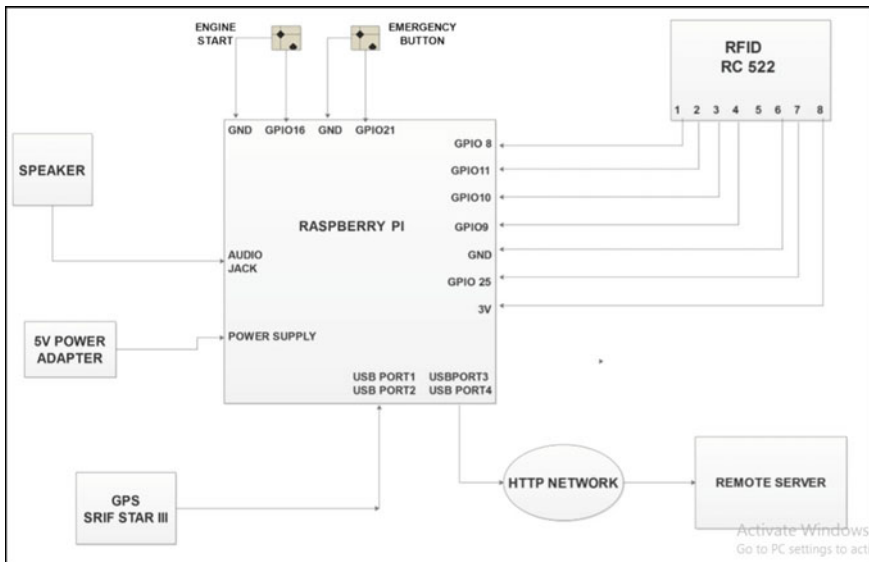 ENGINE
START
EMERGENCY
BUTTON
RFID
RC 522
1 2 3 4 5 6 7 8
GND GPIO16 GND GPIO21
GPIO 8
GPIO11
GPIO10
GPIO9
GND
GPIO 25
3V
SPEAKER
RASPBERRY PI
AUDIO
JACK
5V POWER
ADAPTER
POWER SUPPLY
USB PORT1 USBPORT3
USB PORT2 USB PORT4
GPS
SRIF STAR III
HTTP NETWORK
REMOTE SERVER
Activate Windows
Go to PC settings to acti